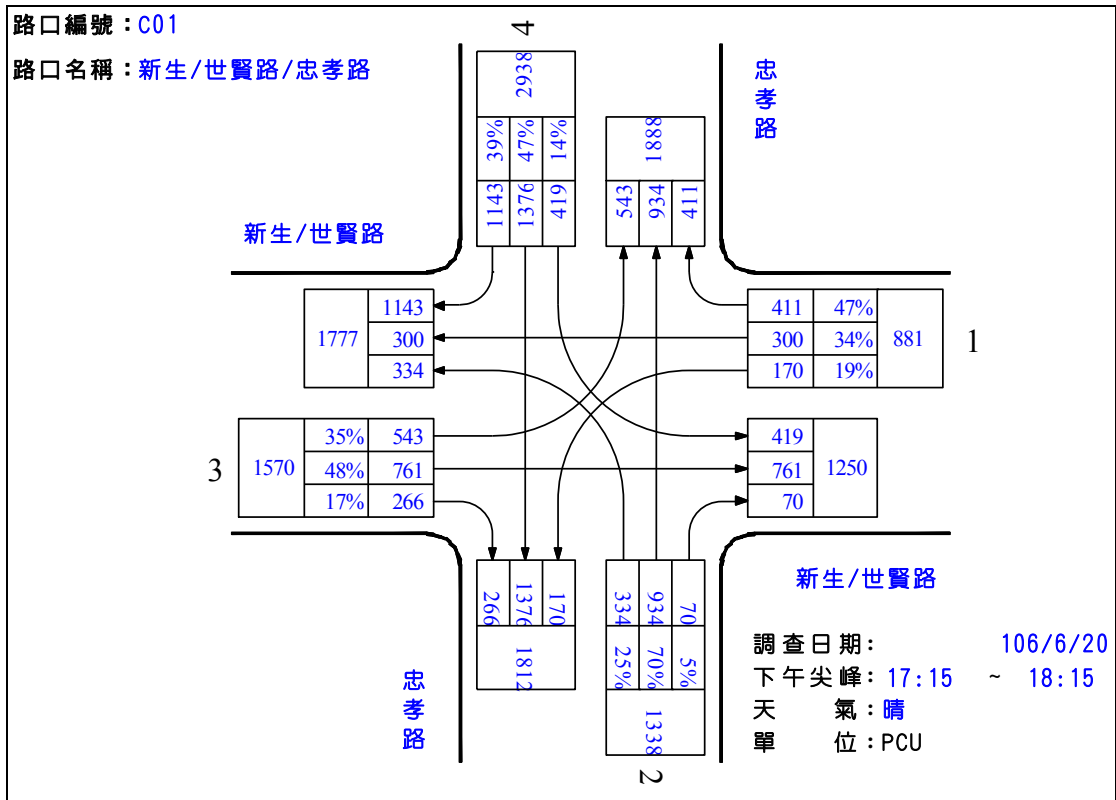 路口編號：C01
路口名稱：新生/世賢路/忠孝路
4
2938
39% 47% 14%
1143 1376 419
1888
543 934 411
忠孝路
新生/世賢路
1777
1143
300
334
411 47%
300 34%
170 19%
881
1
3
1570
35% 543
48% 761
17% 266
419
761
70
1250
266 1376 170
1812
334 934 70
25% 70% 5%
1338
2
忠孝路
新生/世賢路
調查日期： 106/6/20
下午尖峰：17:15 ~ 18:15
天 氣：晴
單 位：PCU